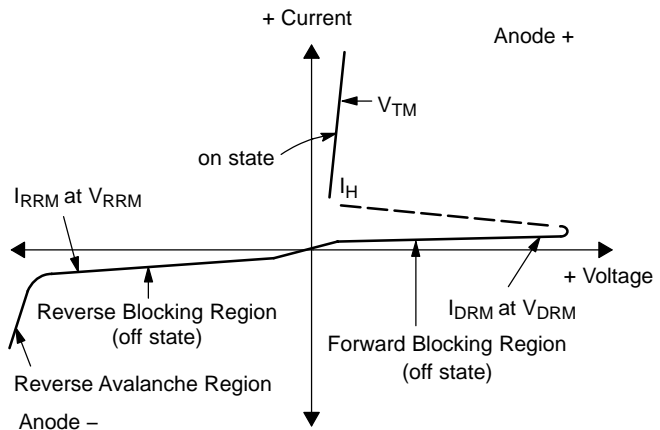 + Current
Anode +
V_TM
on state
I_H
I_RRM at V_RRM
+ Voltage
Reverse Blocking Region
(off state)
I_DRM at V_DRM
Forward Blocking Region
(off state)
Reverse Avalanche Region
Anode –